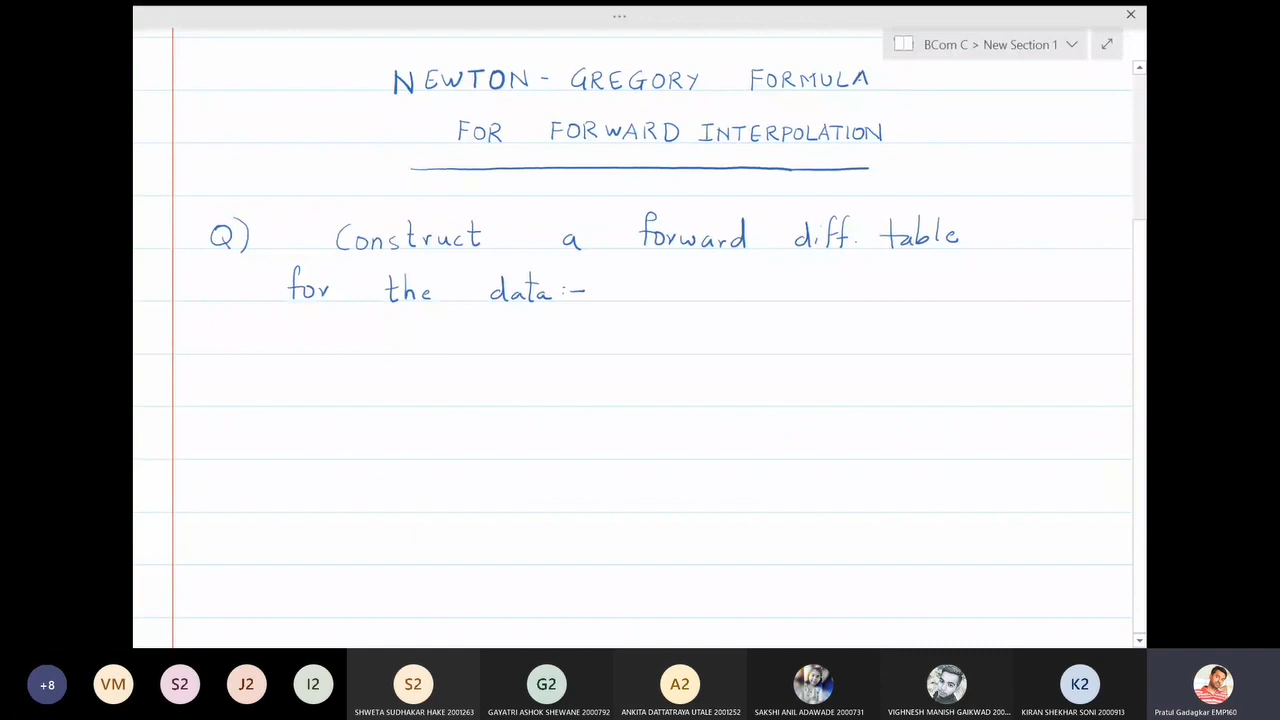 BCom C > New Section 1
NEWTON - GREGORY FORMULA
FOR FORWARD INTERPOLATION
Q) Construct a forward diff. table
for the data:-
+8
VM
S2
J2
I2
S2
G2
A2
K2
SHWETA SUDHAKAR HAKE 2001263
GAYATRI ASHOK SHEWANE 2000792
ANKITA DATTATRAYA UTALE 2001252
SAKSHI ANIL ADAWADE 2000731
VIGHNESH MANISH GAIKWAD 200...
KIRAN SHEKHAR SONI 2000913
Pratul Gadagkar EMP160